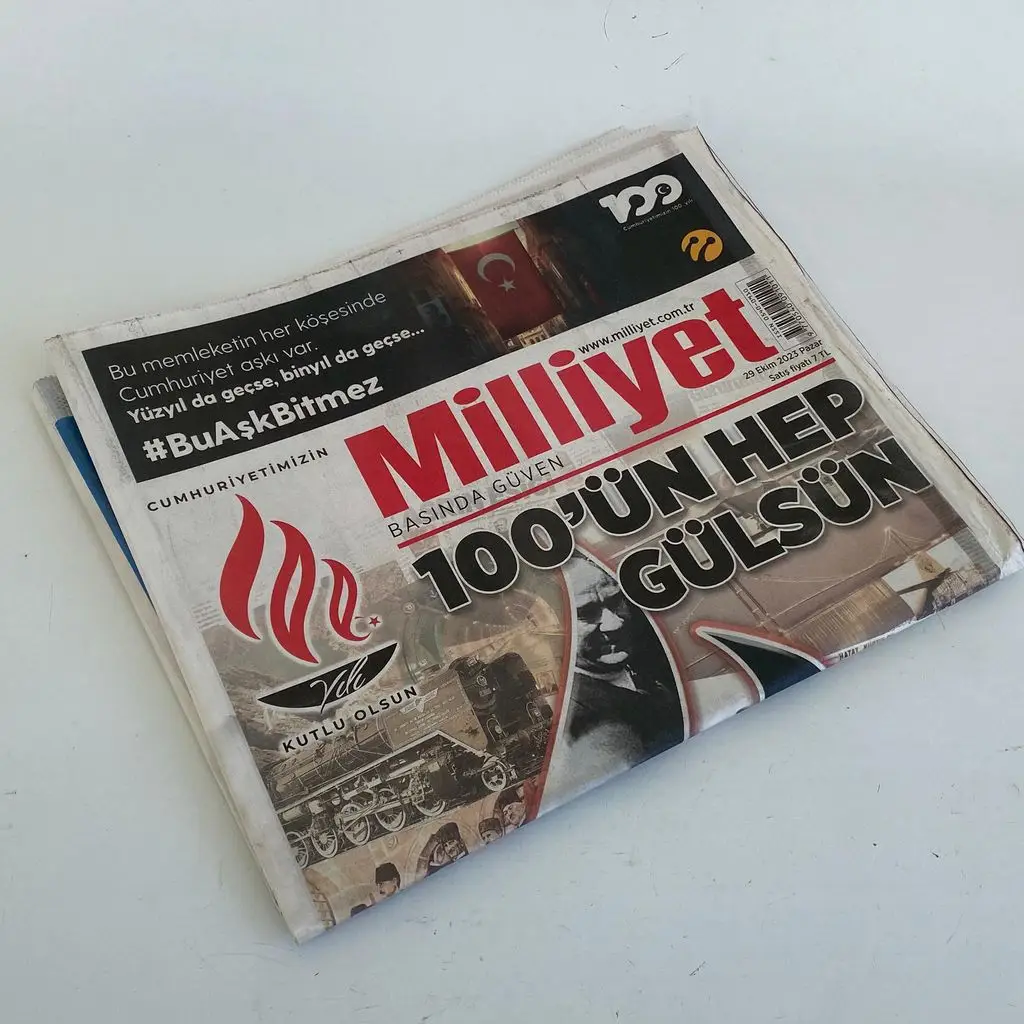 100
Cumhuriyetimizin 100. yılı
Bu memleketin her köşesinde
Cumhuriyet aşkı var.
Yüzyıl da geçse, binyıl da geçse...
#BuAşkBitmez
www.milliyet.com.tr
Milliyet
BASINDA GÜVEN
29 Ekim 2023 Pazar
Satış fiyatı 7 TL
CUMHURİYETİMİZİN
100.
Yılı
KUTLU OLSUN
100'ÜN HEP
GÜLSÜN
HATAY